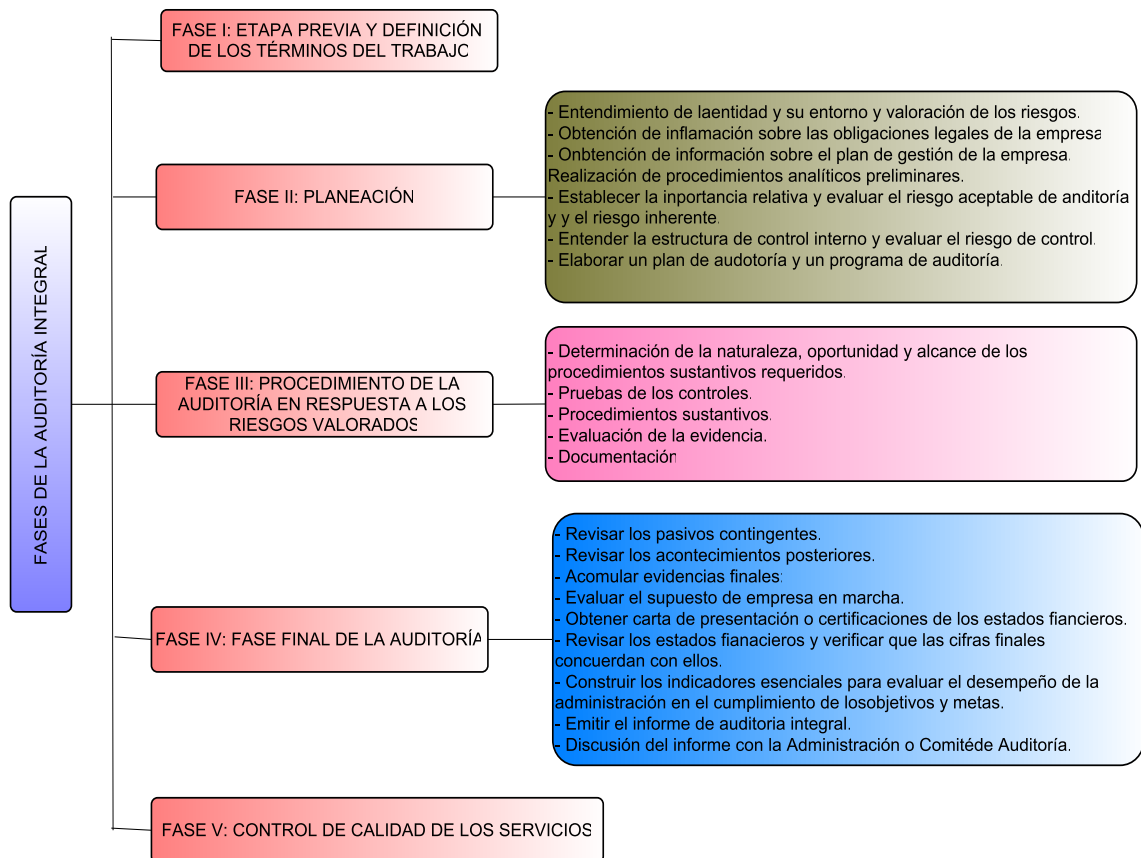 FASES DE LA AUDITORÍA INTEGRAL
FASE I: ETAPA PREVIA Y DEFINICIÓN
DE LOS TÉRMINOS DEL TRABAJO
FASE II: PLANEACIÓN
- Entendimiento de laentidad y su entorno y valoración de los riesgos.
- Obtención de inflamación sobre las obligaciones legales de la empresa
- Onbtención de información sobre el plan de gestión de la empresa.
Realización de procedimientos analíticos preliminares.
- Establecer la importancia relativa y evaluar el riesgo aceptable de anditoría
y y el riesgo inherente.
- Entender la estructura de control interno y evaluar el riesgo de control.
- Elaborar un plan de audotoría y un programa de auditoría.
FASE III: PROCEDIMIENTO DE LA
AUDITORÍA EN RESPUESTA A LOS
RIESGOS VALORADOS
- Determinación de la naturaleza, oportunidad y alcance de los
procedimientos sustantivos requeridos.
- Pruebas de los controles.
- Procedimientos sustantivos.
- Evaluación de la evidencia.
- Documentación
FASE IV: FASE FINAL DE LA AUDITORÍA
- Revisar los pasivos contingentes.
- Revisar los acontecimientos posteriores.
- Acomular evidencias finales:
- Evaluar el supuesto de empresa en marcha.
- Obtener carta de presentación o certificaciones de los estados fiancieros.
- Revisar los estados fianacieros y verificar que las cifras finales
concuerdan con ellos.
- Construir los indicadores esenciales para evaluar el desempeño de la
administración en el cumplimiento de losobjetivos y metas.
- Emitir el informe de auditoria integral.
- Discusión del informe con la Administración o Comitéde Auditoría.
FASE V: CONTROL DE CALIDAD DE LOS SERVICIOS